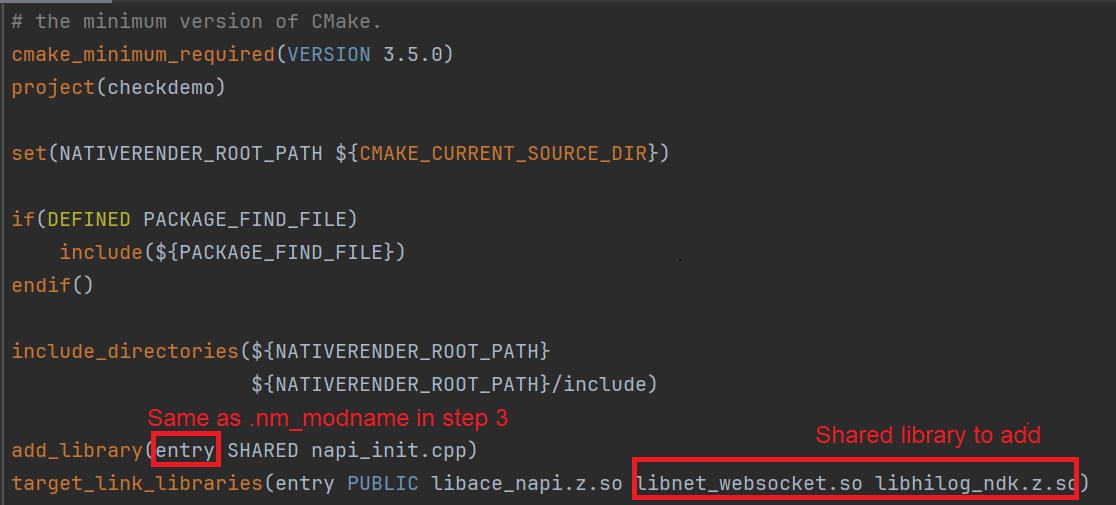 # the minimum version of CMake.
cmake_minimum_required(VERSION 3.5.0)
project(checkdemo)
set(NATIVERENDER_ROOT_PATH ${CMAKE_CURRENT_SOURCE_DIR})
if(DEFINED PACKAGE_FIND_FILE)
    include(${PACKAGE_FIND_FILE})
endif()
include_directories(${NATIVERENDER_ROOT_PATH}
                    ${NATIVERENDER_ROOT_PATH}/include)
Same as .nm_modname in step 3
Shared library to add
add_library(entry SHARED napi_init.cpp)
target_link_libraries(entry PUBLIC libace_napi.z.so libnet_websocket.so libhilog_ndk.z.so)